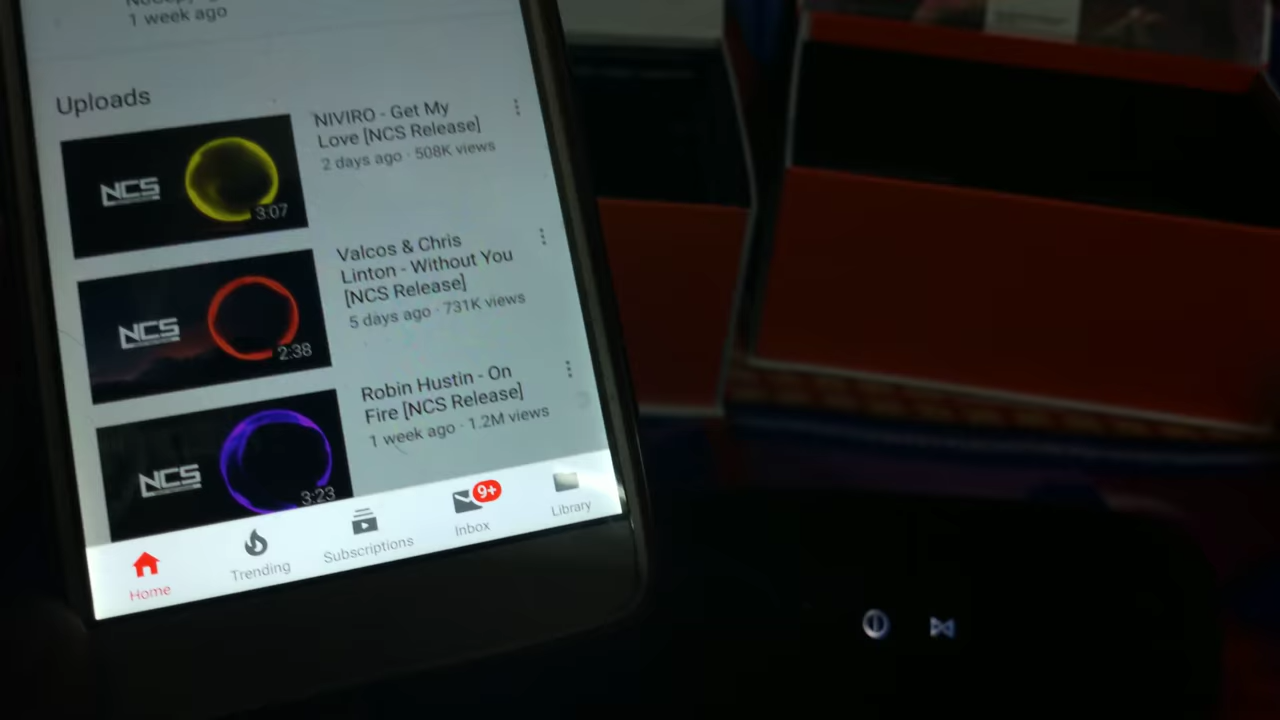 1 week ago
Uploads
NCS
3:07
NIVIRO - Get My
Love [NCS Release]
2 days ago · 508K views
NCS
2:38
Valcos & Chris
Linton - Without You
[NCS Release]
5 days ago · 731K views
NCS
3:23
Robin Hustin - On
Fire [NCS Release]
1 week ago · 1.2M views
Home
Trending
Subscriptions
9+
Inbox
Library